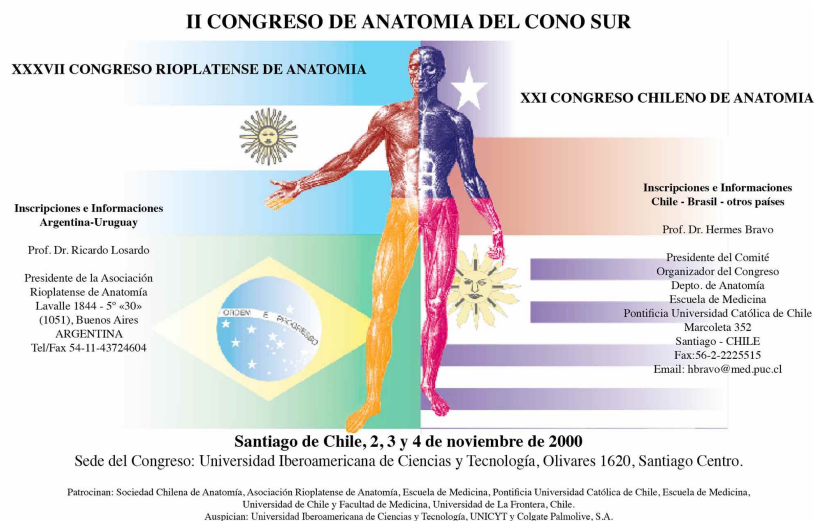 II CONGRESO DE ANATOMIA DEL CONO SUR
XXXVII CONGRESO RIOPLATENSE DE ANATOMIA
XXI CONGRESO CHILENO DE ANATOMIA
Inscripciones e Informaciones
Argentina-Uruguay
Prof. Dr. Ricardo Losardo
Presidente de la Asociación
Rioplatense de Anatomía
Lavalle 1844 - 5º «30»
(1051), Buenos Aires
ARGENTINA
Tel/Fax 54-11-43724604
ORDEM E PROGRESSO
Inscripciones e Informaciones
Chile - Brasil - otros países
Prof. Dr. Hermes Bravo
Presidente del Comité
Organizador del Congreso
Depto. de Anatomía
Escuela de Medicina
Pontificia Universidad Católica de Chile
Marcoleta 352
Santiago - CHILE
Fax:56-2-2225515
Email: hbravo@med.puc.cl
Santiago de Chile, 2, 3 y 4 de noviembre de 2000
Sede del Congreso: Universidad Iberoamericana de Ciencias y Tecnología, Olivares 1620, Santiago Centro.
Patrocinan: Sociedad Chilena de Anatomía, Asociación Rioplatense de Anatomía, Escuela de Medicina, Pontificia Universidad Católica de Chile, Escuela de Medicina,
Universidad de Chile y Facultad de Medicina, Universidad de La Frontera, Chile.
Auspician: Universidad Iberoamericana de Ciencias y Tecnología, UNICYT y Colgate Palmolive, S.A.